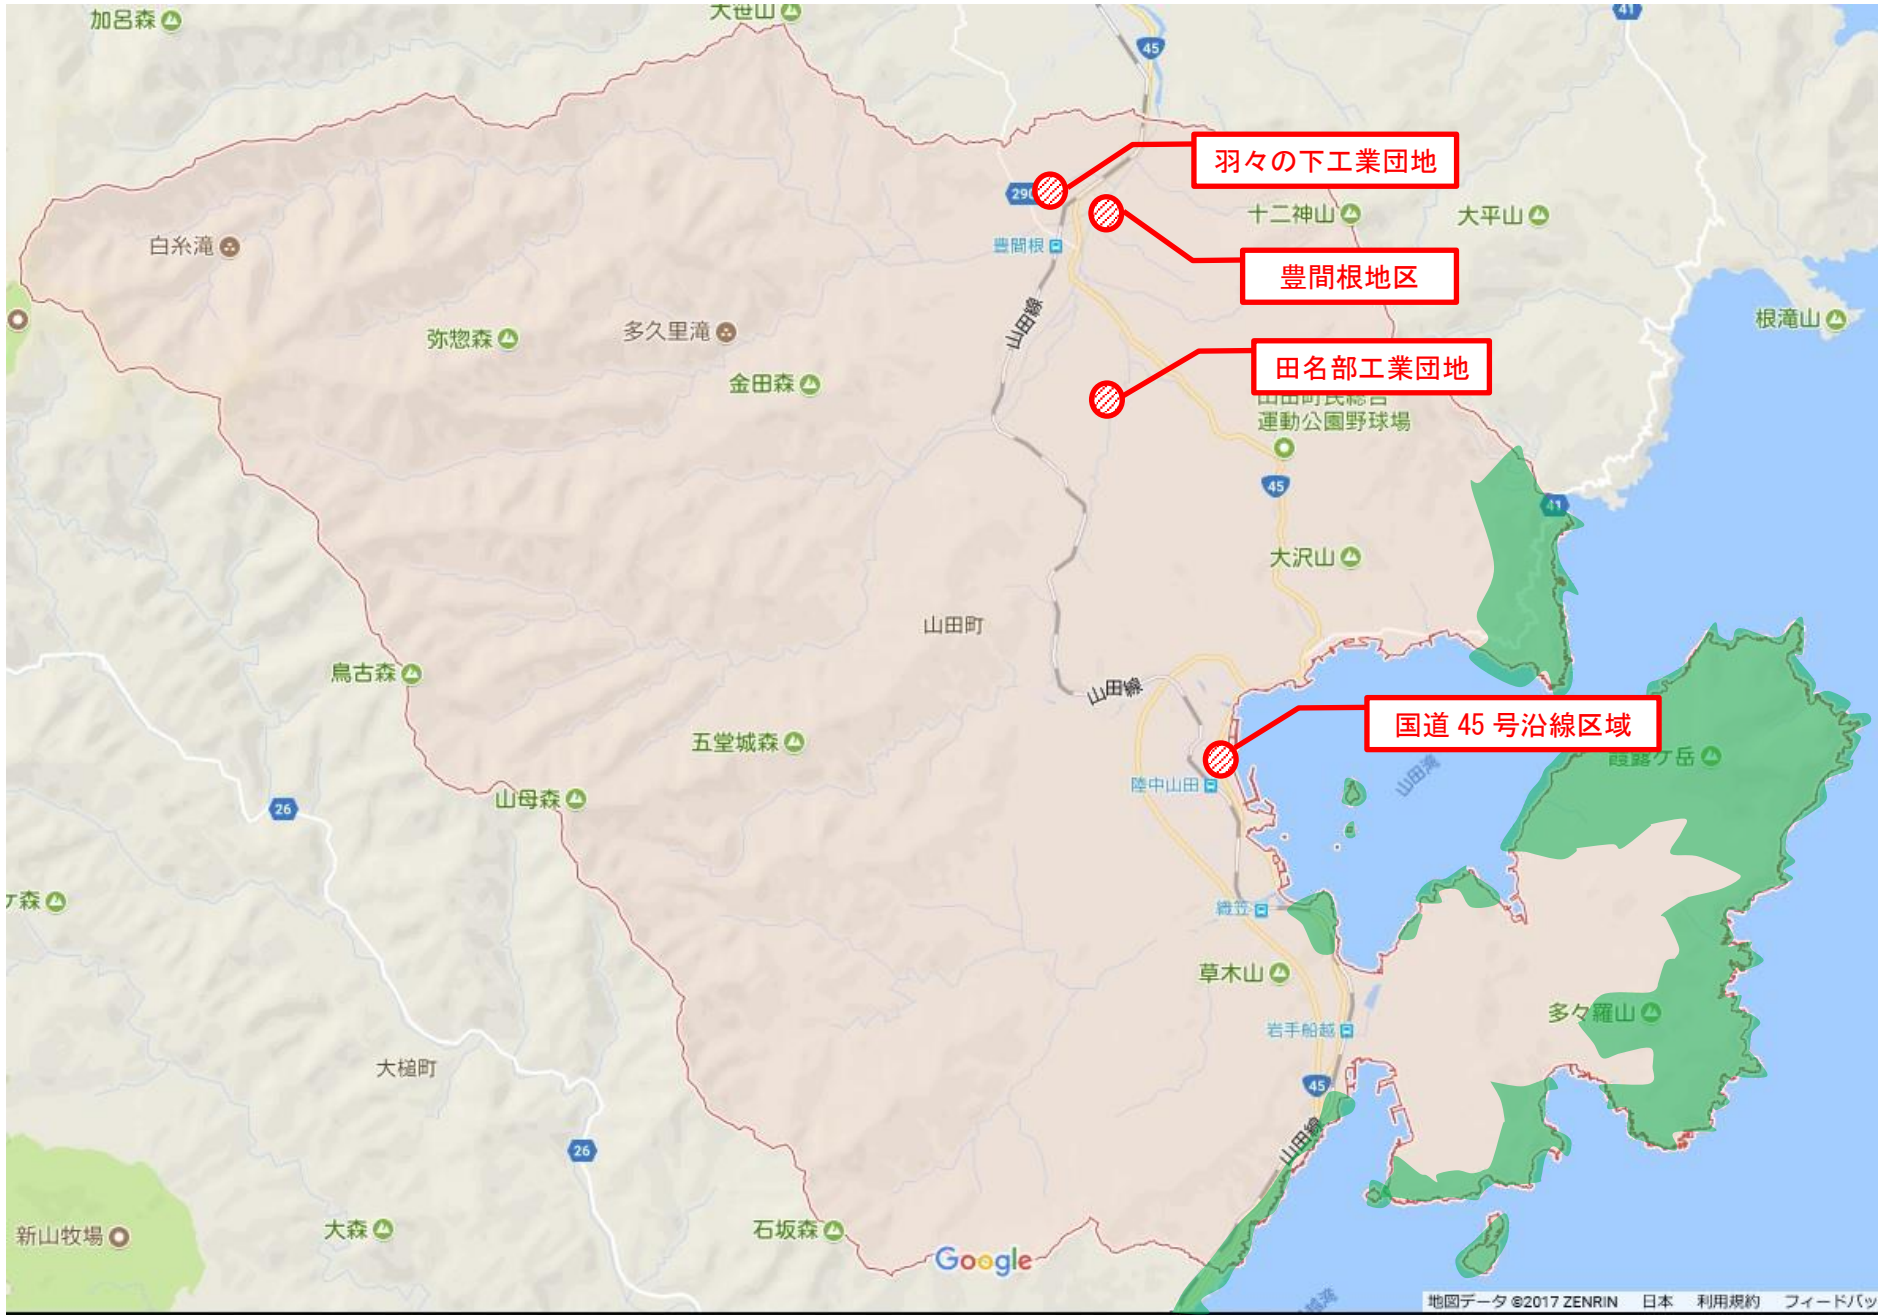 加呂森
大世山
41
45
羽々の下工業団地
290
十二神山
大平山
白糸滝
豊間根
豊間根地区
山田線
根滝山
弥惣森
多久里滝
田名部工業団地
金田森
運動公園野球場
45
41
大沢山
山田町
鳥古森
山田線
国道 45 号沿線区域
五堂城森
霞露ケ岳
山田湾
陸中山田
山母森
26
ケ森
織笠
草木山
多々羅山
岩手船越
大槌町
45
山田線
26
新山牧場
大森
石坂森
Google
地図データ ©2017 ZENRIN 日本 利用規約 フィードバッ